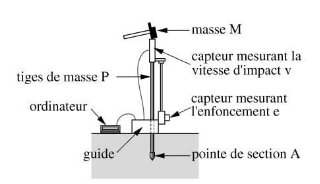 masse M
capteur mesurant la
vitesse d'impact v
tiges de masse P
capteur mesurant
l'enfoncement e
ordinateur
guide
pointe de section A